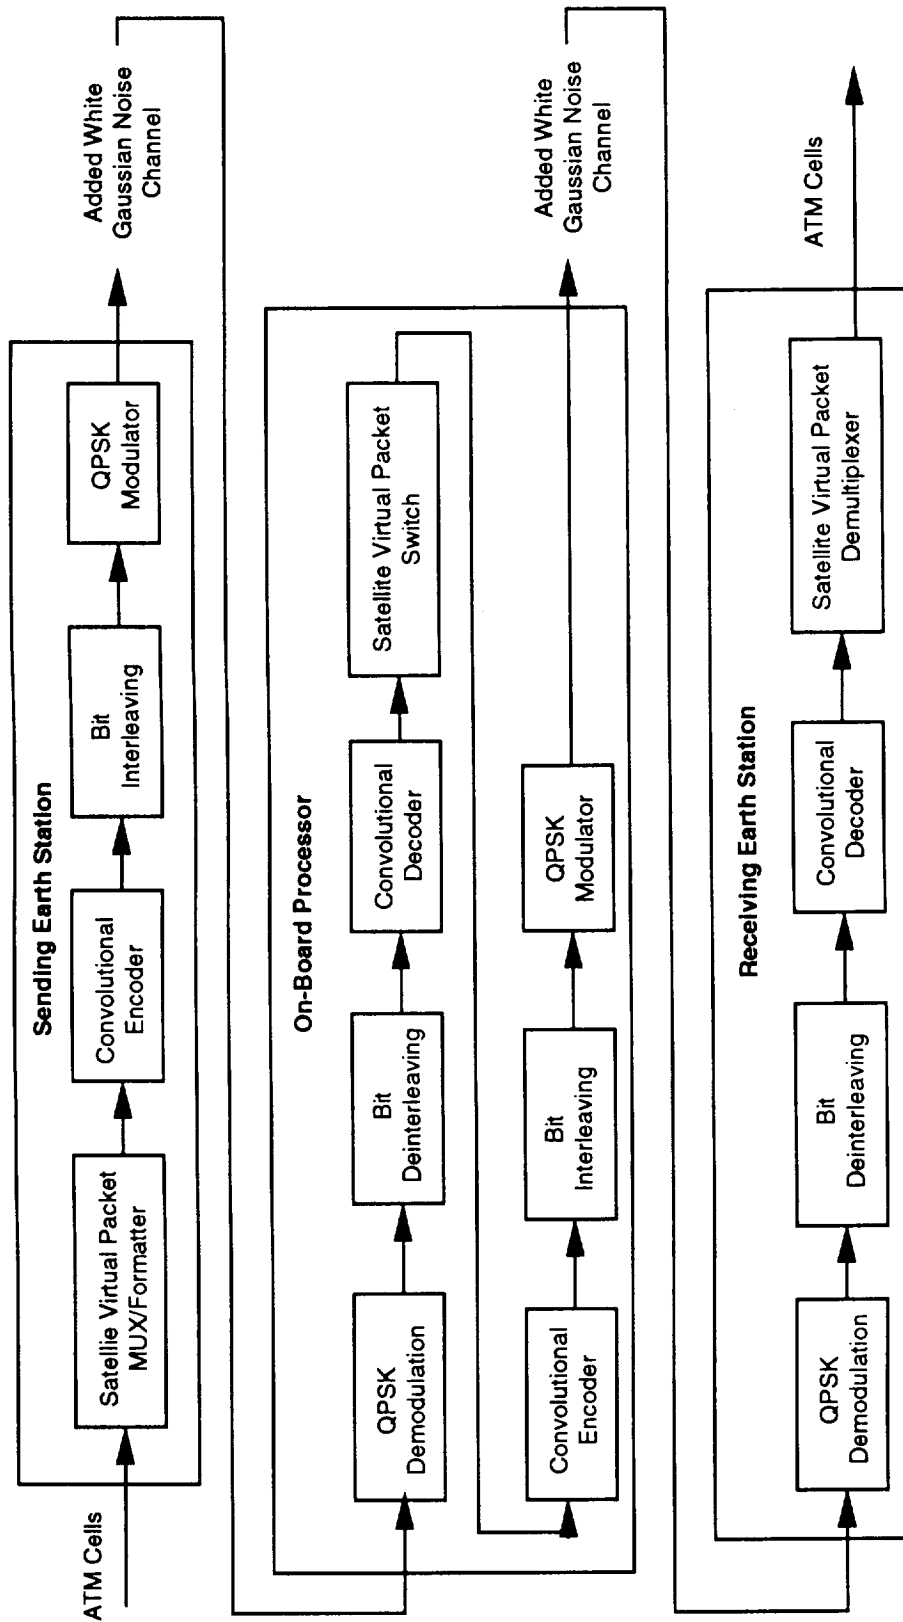 ATM Cells
Sending Earth Station
Satellie Virtual Packet
MUX/Formatter
Convolutional
Encoder
Bit
Interleaving
QPSK
Modulator
Added White
Gaussian Noise
Channel
On-Board Processor
QPSK
Demodulation
Bit
Deinterleaving
Convolutional
Decoder
Satellite Virtual Packet
Switch
Convolutional
Encoder
Bit
Interleaving
QPSK
Modulator
Added White
Gaussian Noise
Channel
Receiving Earth Station
QPSK
Demodulation
Bit
Deinterleaving
Convolutional
Decoder
Satellite Virtual Packet
Demultiplexer
ATM Cells